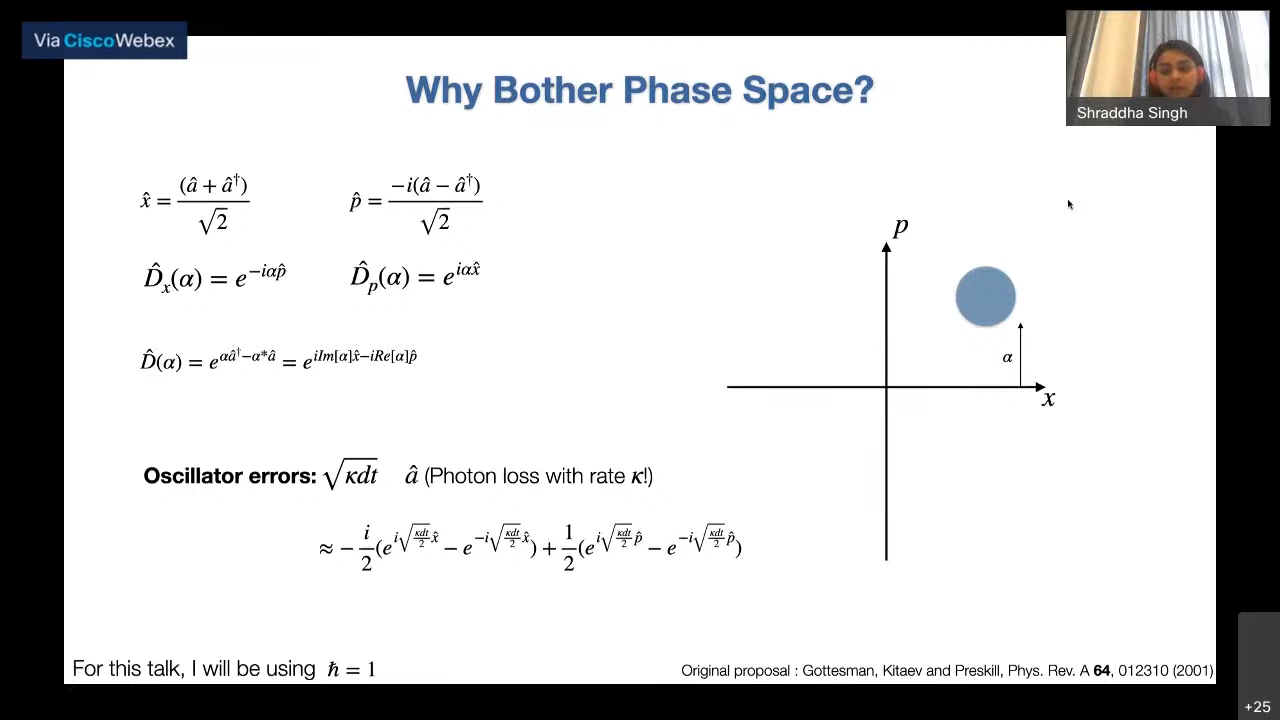 Via Cisco Webex
Why Bother Phase Space?
Shraddha Singh
x̂ = (â + â†)/√2    p̂ = −i(â − â†)/√2
D̂ₓ(α) = e^{−iαp̂}    D̂ₚ(α) = e^{iαx̂}
D̂(α) = e^{αâ†−α*â} = e^{iIm[α]x̂−iRe[α]p̂}
p
α
x
Oscillator errors: √κdt    â (Photon loss with rate κ!)
≈ −i/2(e^{i√(κdt/2)x̂} − e^{−i√(κdt/2)x̂}) + 1/2(e^{i√(κdt/2)p̂} − e^{−i√(κdt/2)p̂})
For this talk, I will be using ℏ = 1
Original proposal : Gottesman, Kitaev and Preskill, Phys. Rev. A 64, 012310 (2001)
+25